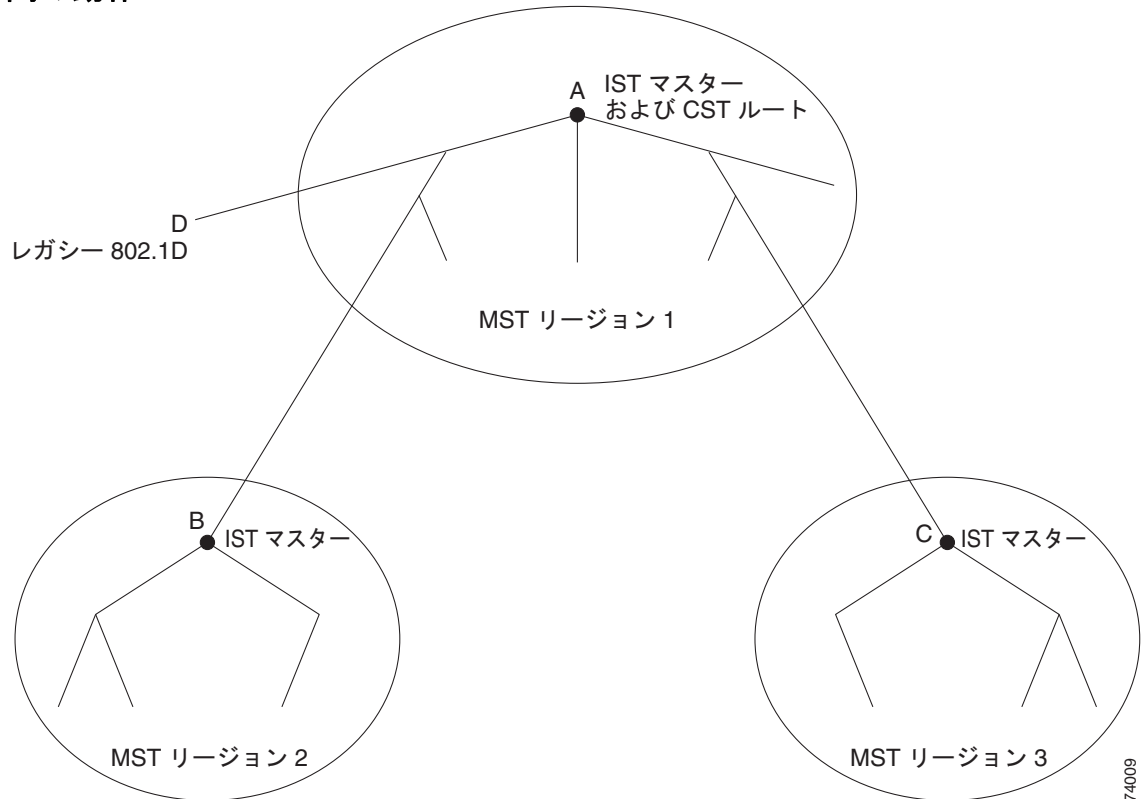 A
IST マスター
および CST ルート
D
レガシー 802.1D
MST リージョン 1
B
IST マスター
C
IST マスター
MST リージョン 2
MST リージョン 3
74009